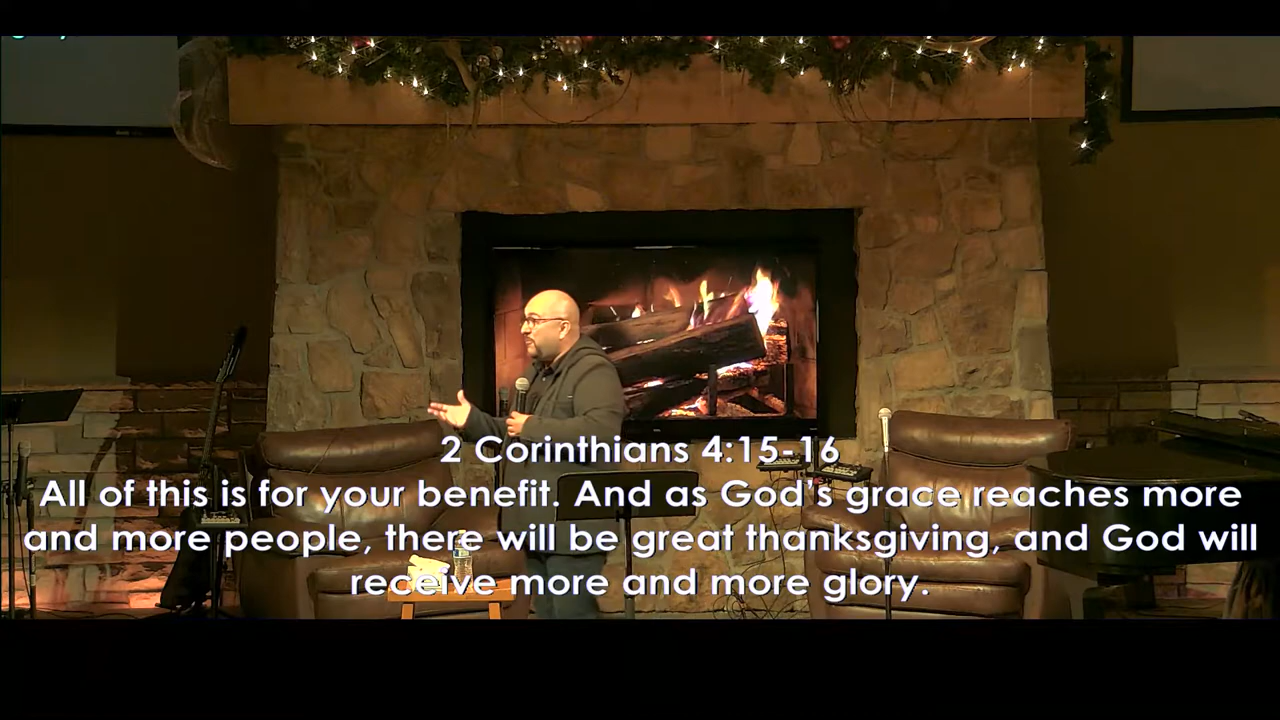 2 Corinthians 4:15-16
All of this is for your benefit. And as God's grace reaches more
and more people, there will be great thanksgiving, and God will
receive more and more glory.